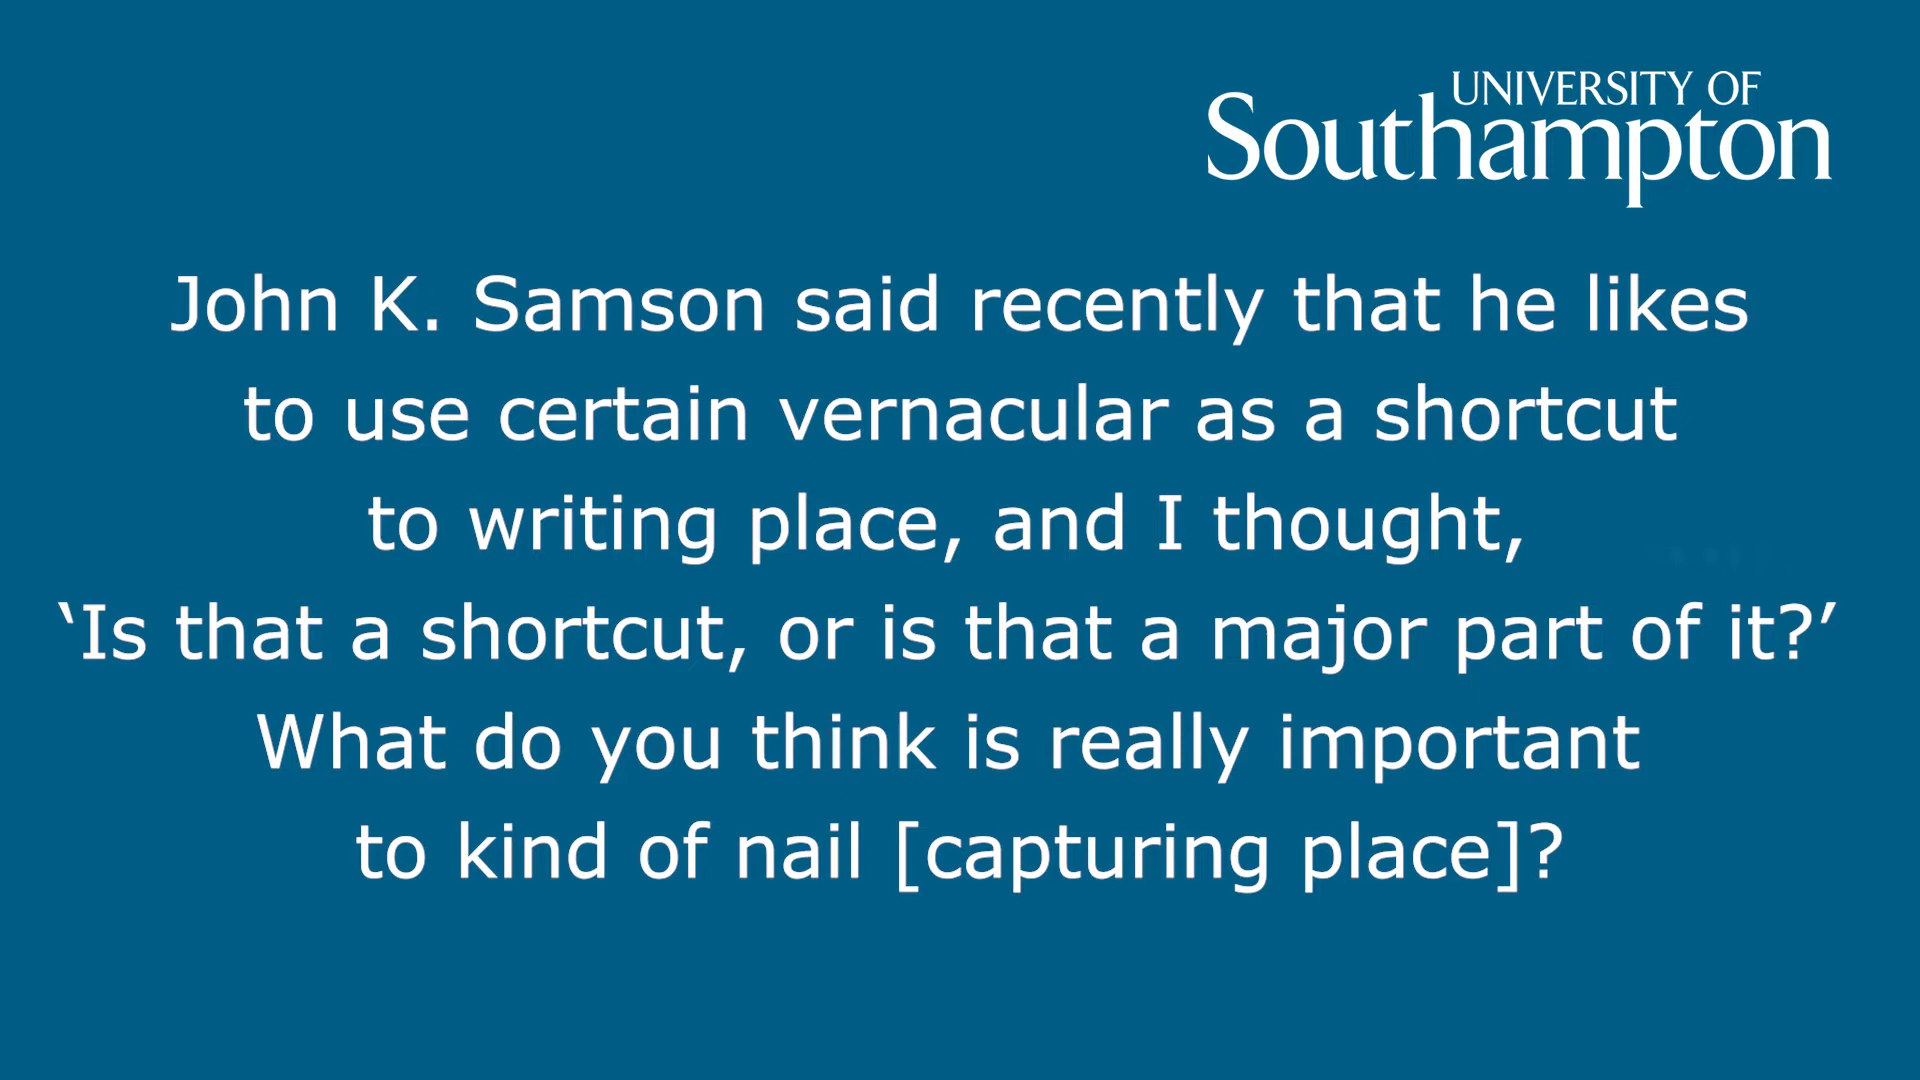 UNIVERSITY OF
Southampton
John K. Samson said recently that he likes
to use certain vernacular as a shortcut
to writing place, and I thought,
‘Is that a shortcut, or is that a major part of it?’
What do you think is really important
to kind of nail [capturing place]?